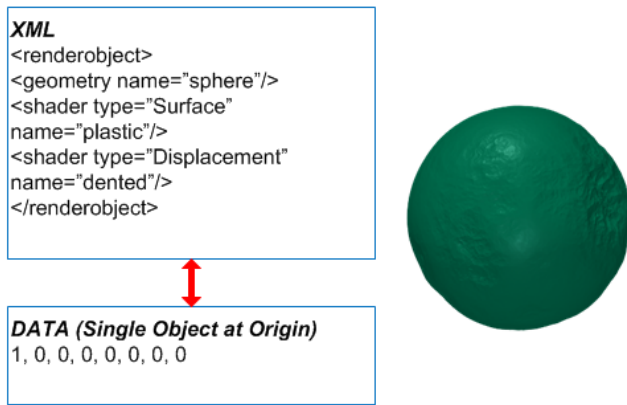 XML
<renderobject>
<geometry name=”sphere”/>
<shader type=”Surface”
name=”plastic”/>
<shader type=”Displacement”
name=”dented”/>
</renderobject>
DATA (Single Object at Origin)
1, 0, 0, 0, 0, 0, 0, 0